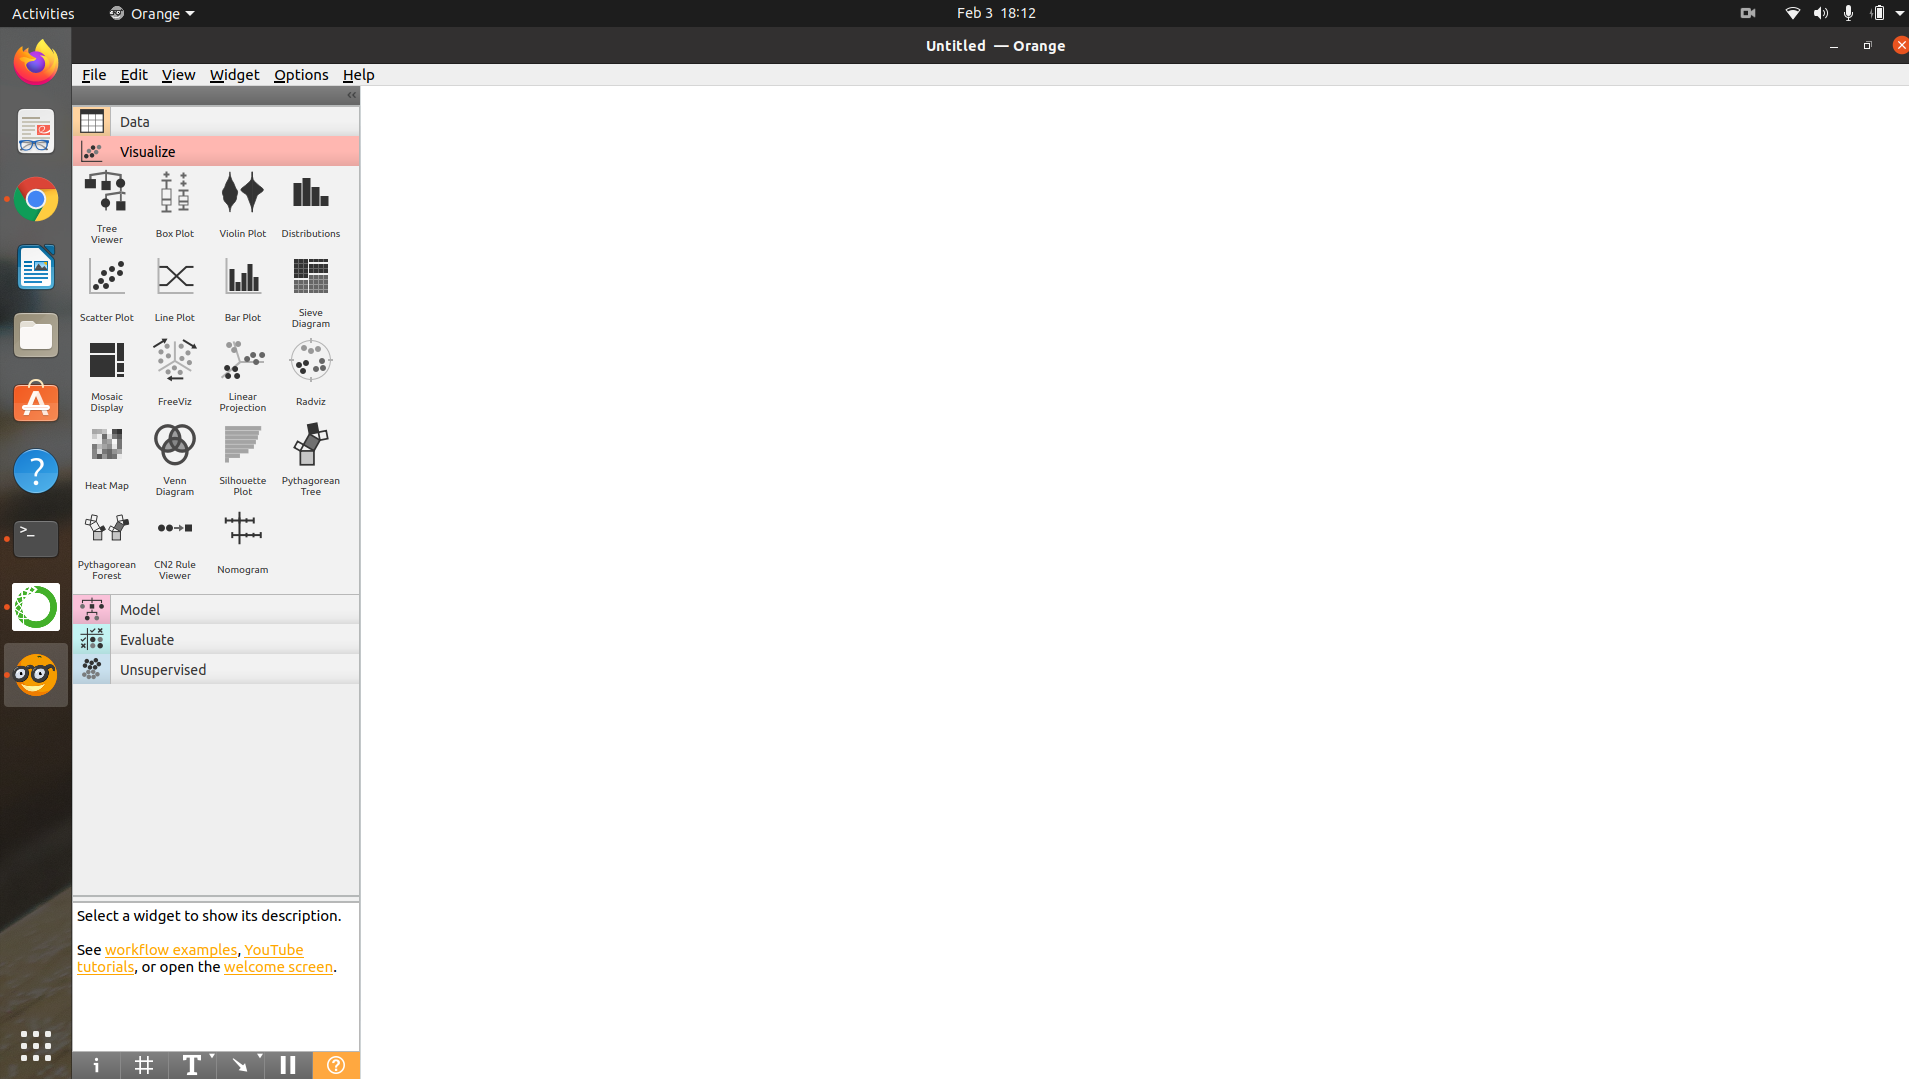 Activities
Orange
Feb 3 18:12
Untitled — Orange
File Edit View Widget Options Help
Data
Visualize
Tree Viewer
Box Plot
Violin Plot
Distributions
Scatter Plot
Line Plot
Bar Plot
Sieve Diagram
Mosaic Display
FreeViz
Linear Projection
Radviz
Heat Map
Venn Diagram
Silhouette Plot
Pythagorean Tree
Pythagorean Forest
CN2 Rule Viewer
Nomogram
Model
Evaluate
Unsupervised
Select a widget to show its description.
See workflow examples, YouTube
tutorials, or open the welcome screen.